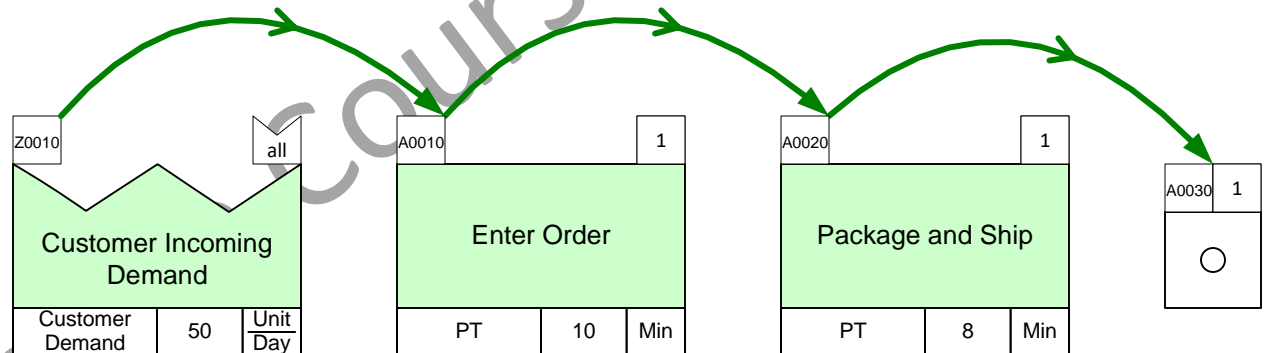 Cours
Z0010
all
A0010
1
A0020
1
A0030
1
Customer Incoming
Demand
Enter Order
Package and Ship
Customer
Demand
50
Unit
Day
PT
10
Min
PT
8
Min